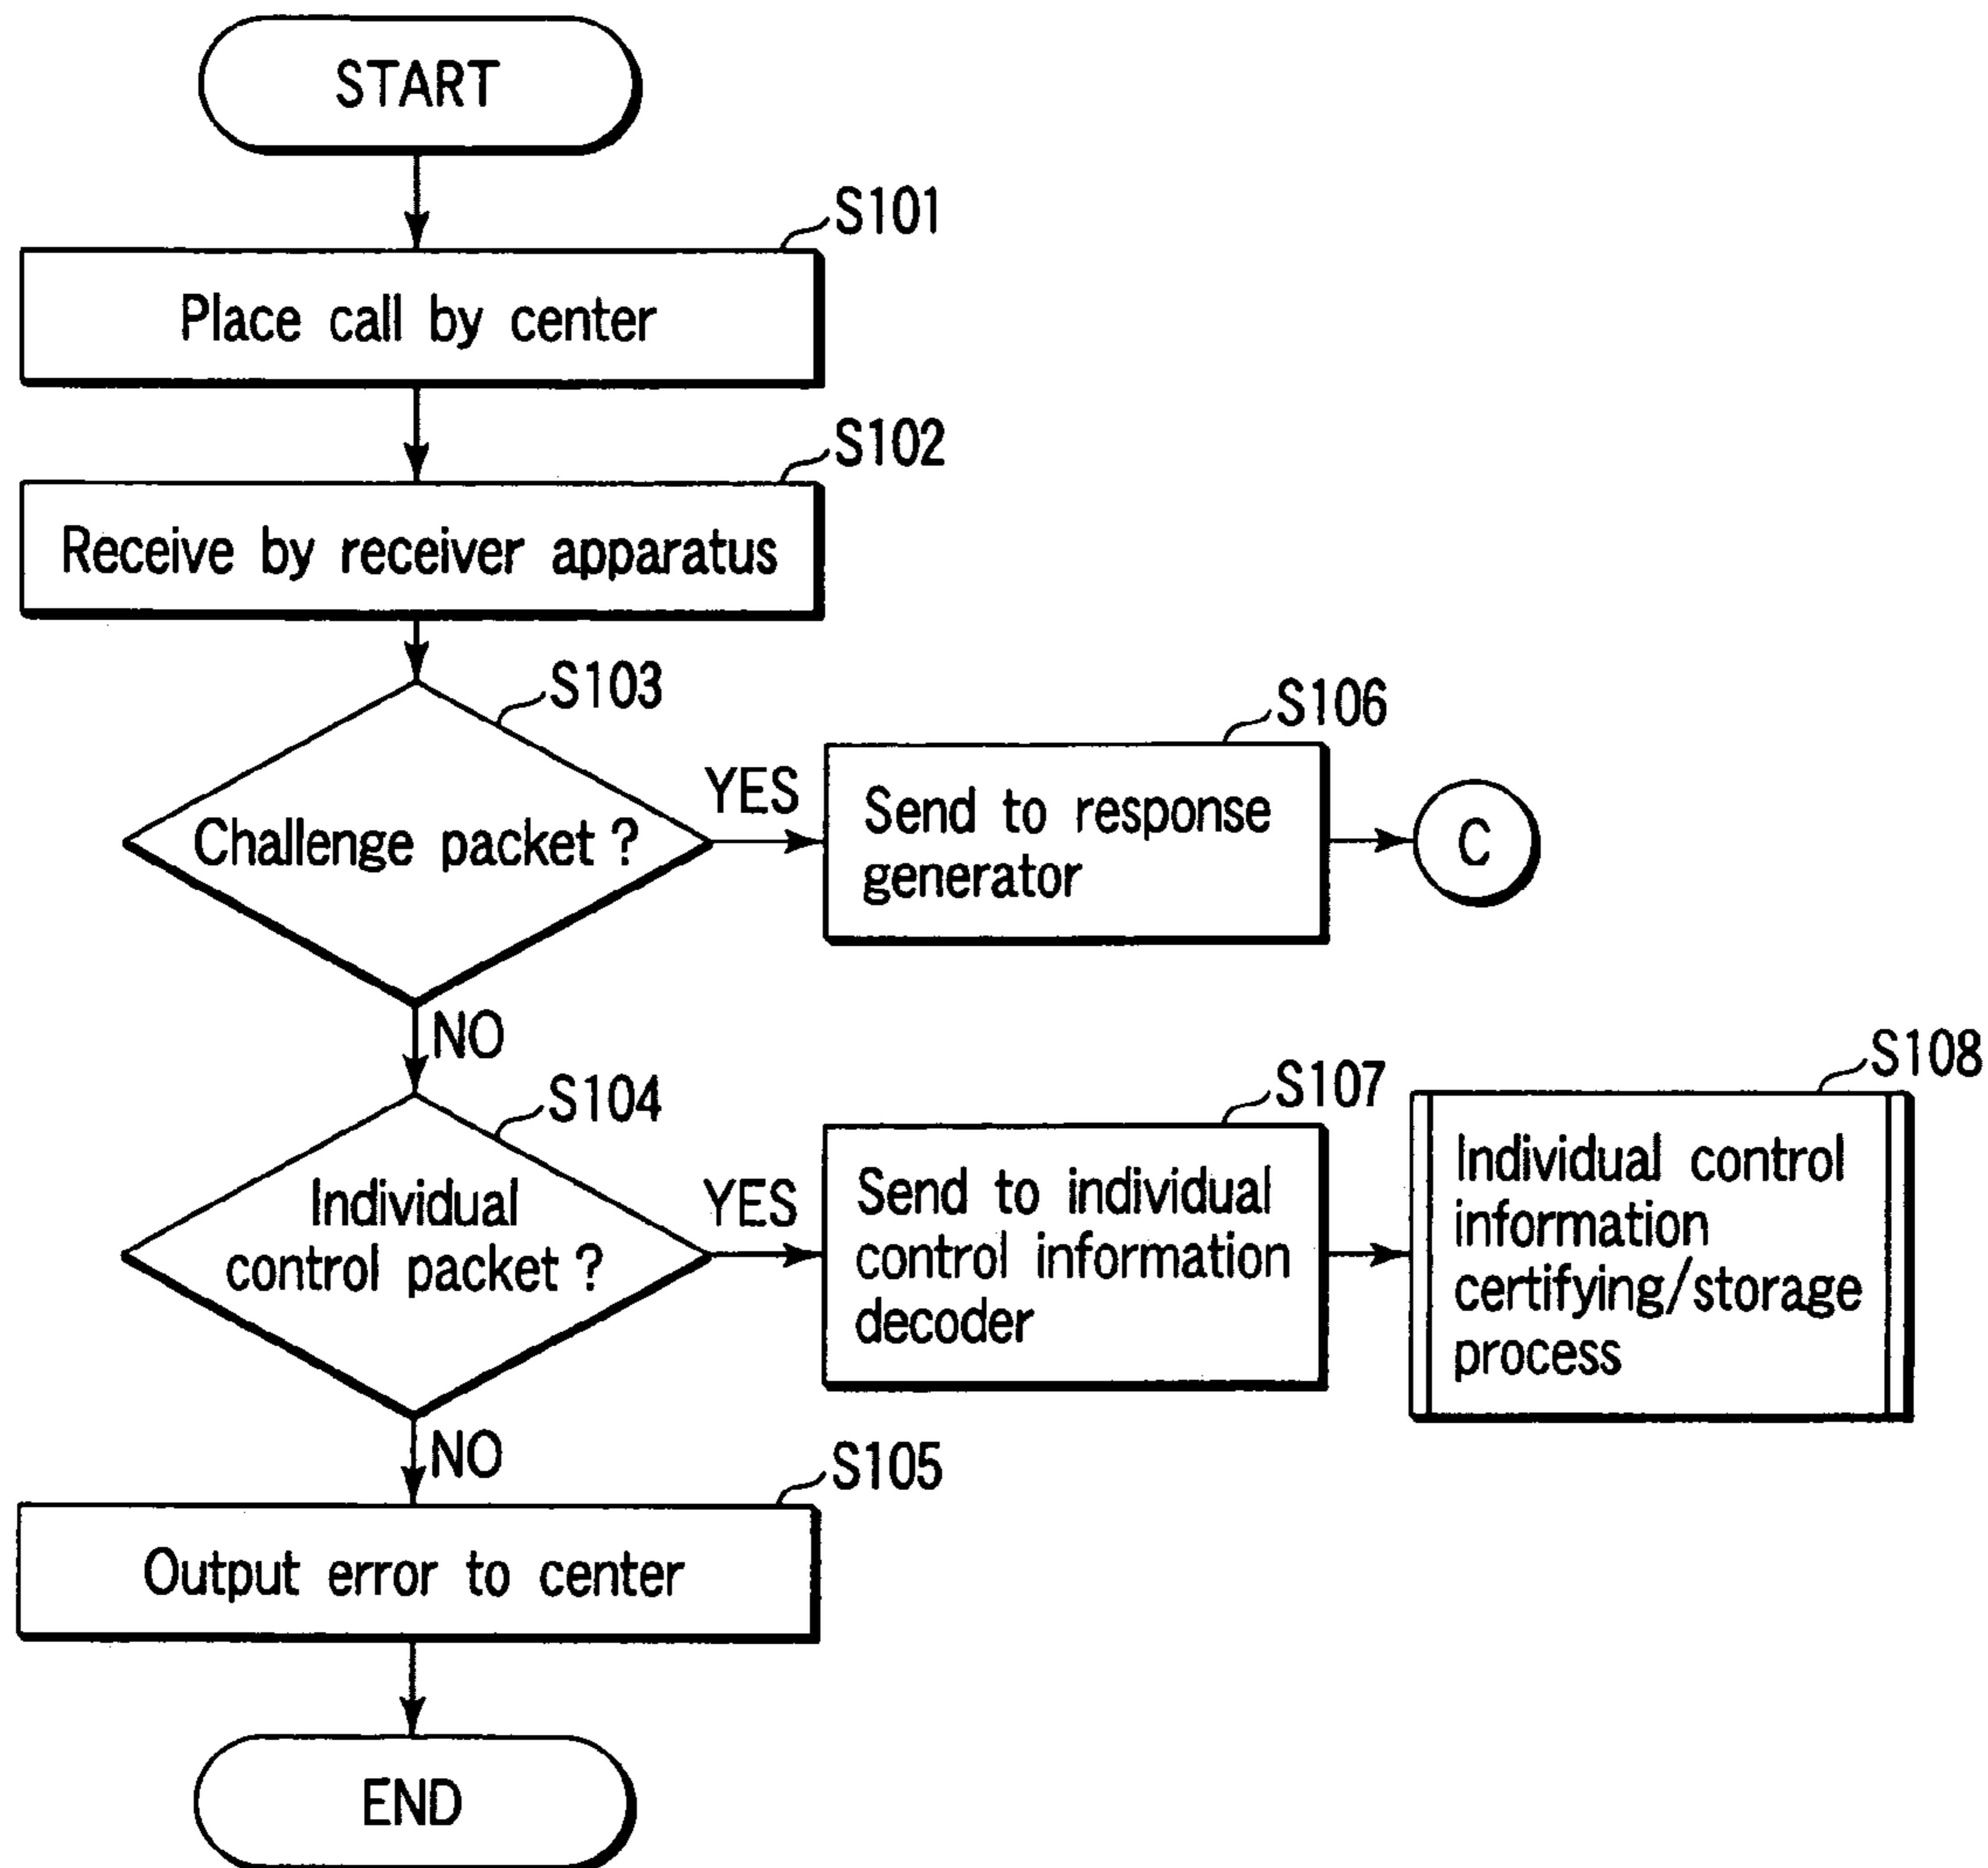 START
S101
Place call by center
S102
Receive by receiver apparatus
S103
Challenge packet ?
YES
S106
Send to response
generator
C
NO
S104
Individual
control packet ?
YES
S107
Send to individual
control information
decoder
S108
Individual control
information
certifying/storage
process
NO
S105
Output error to center
END